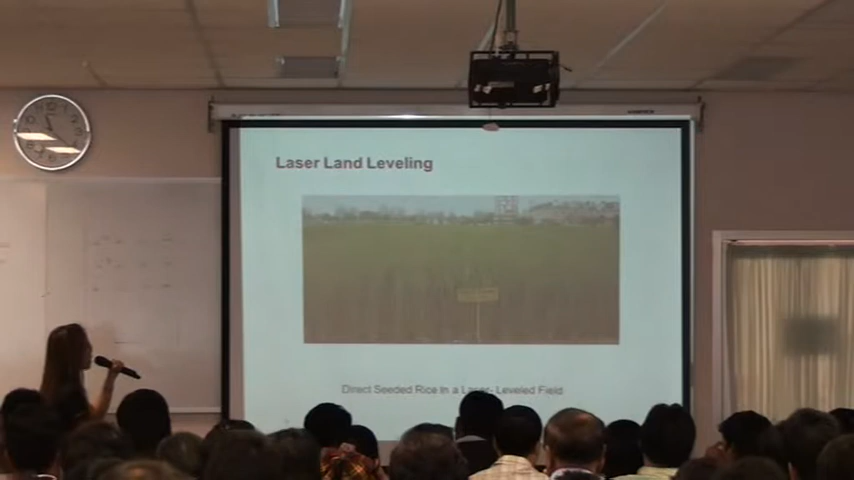 Laser Land Leveling
Direct Seeded Rice In a Laser- Leveled Field